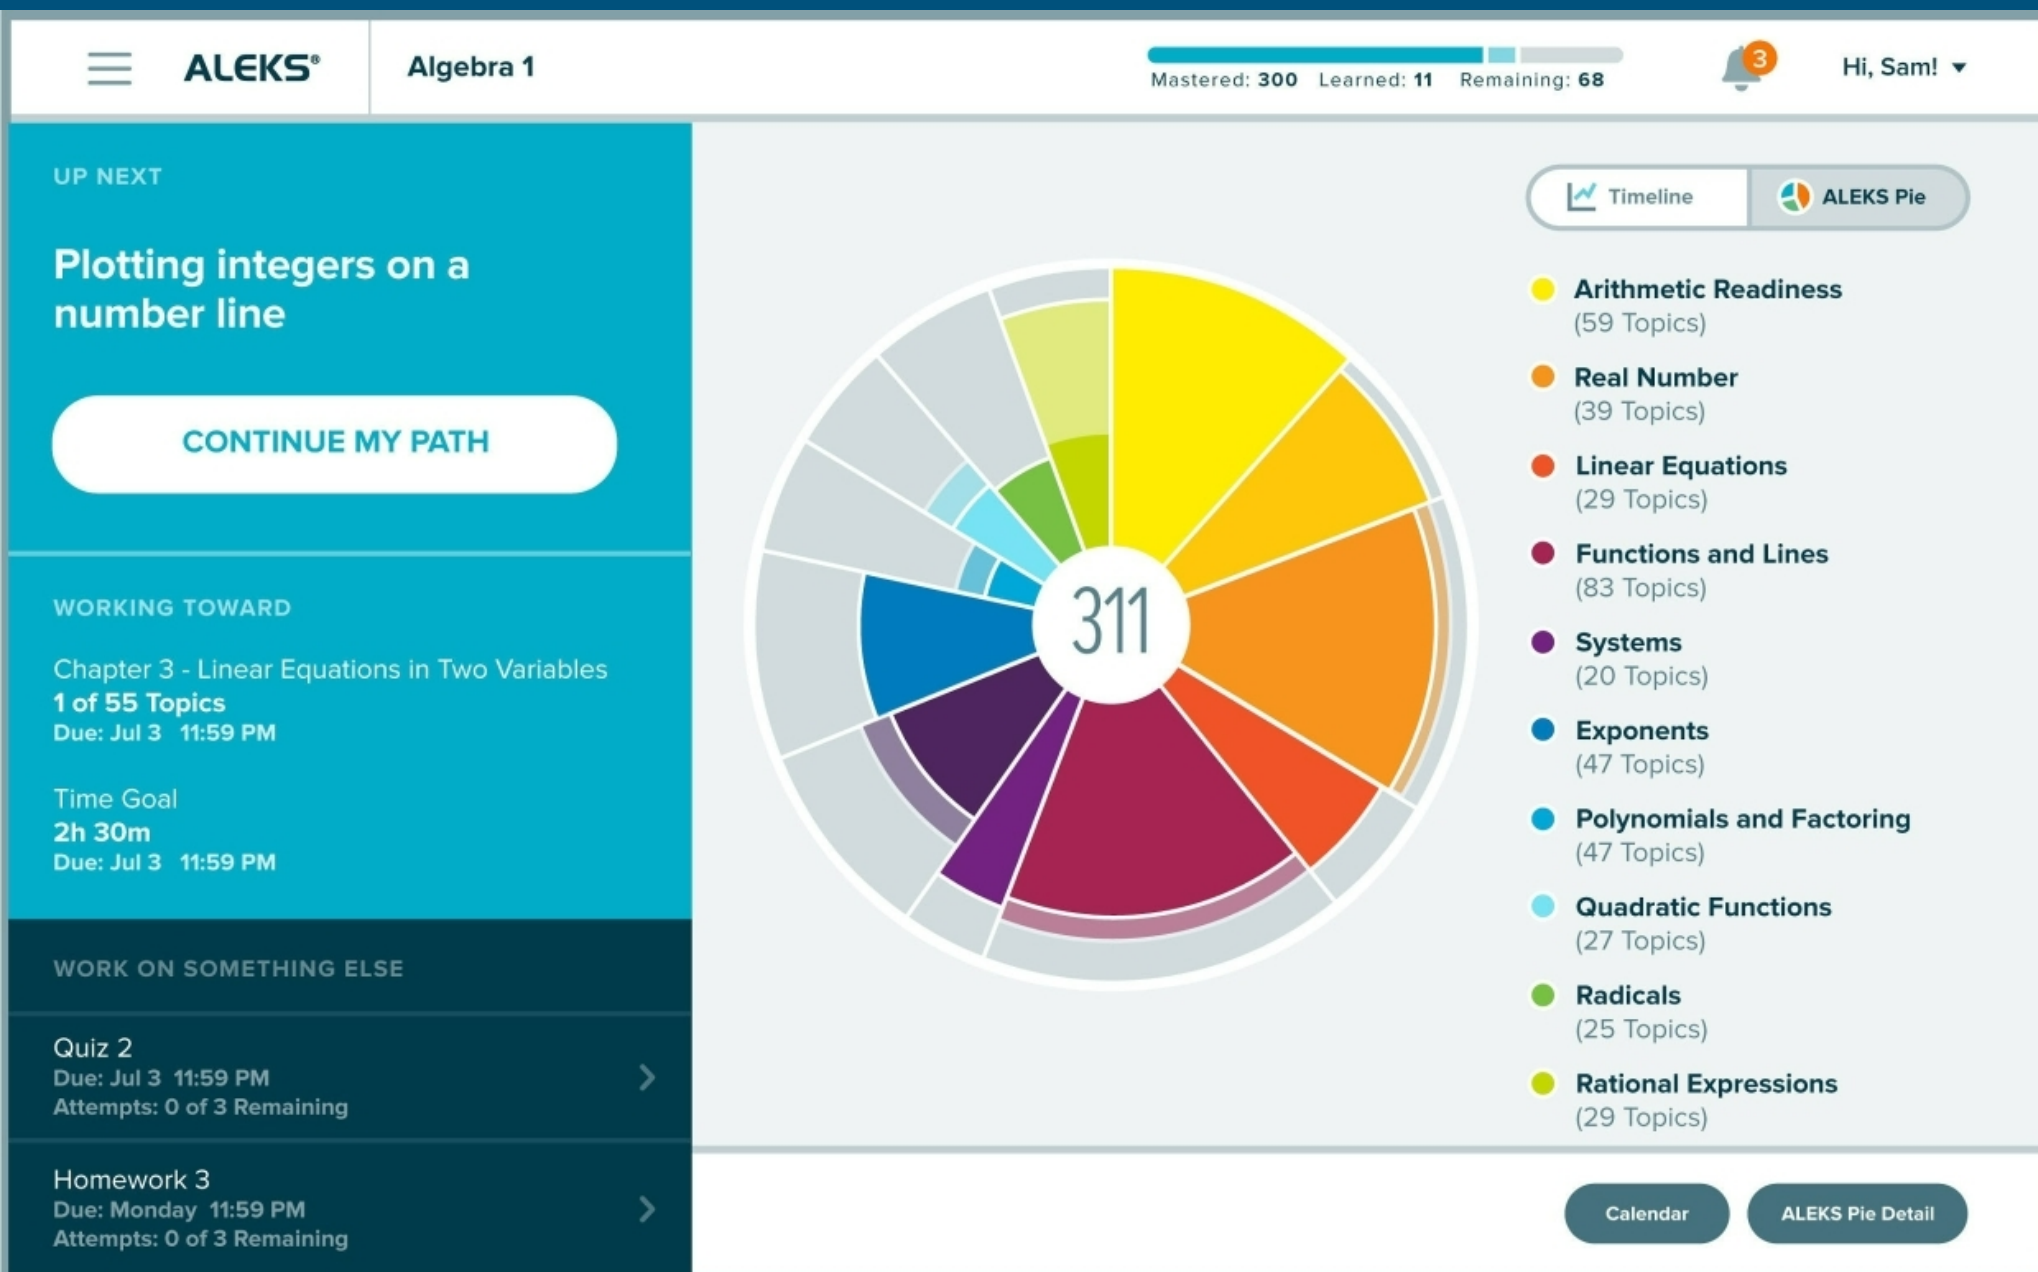 ALEKS®
Algebra 1
Mastered: 300 Learned: 11 Remaining: 68
3
Hi, Sam!
UP NEXT
Plotting integers on a
number line
CONTINUE MY PATH
WORKING TOWARD
Chapter 3 - Linear Equations in Two Variables
1 of 55 Topics
Due: Jul 3 11:59 PM
Time Goal
2h 30m
Due: Jul 3 11:59 PM
WORK ON SOMETHING ELSE
Quiz 2
Due: Jul 3 11:59 PM
Attempts: 0 of 3 Remaining
Homework 3
Due: Monday 11:59 PM
Attempts: 0 of 3 Remaining
311
Timeline
ALEKS Pie
Arithmetic Readiness
(59 Topics)
Real Number
(39 Topics)
Linear Equations
(29 Topics)
Functions and Lines
(83 Topics)
Systems
(20 Topics)
Exponents
(47 Topics)
Polynomials and Factoring
(47 Topics)
Quadratic Functions
(27 Topics)
Radicals
(25 Topics)
Rational Expressions
(29 Topics)
Calendar
ALEKS Pie Detail